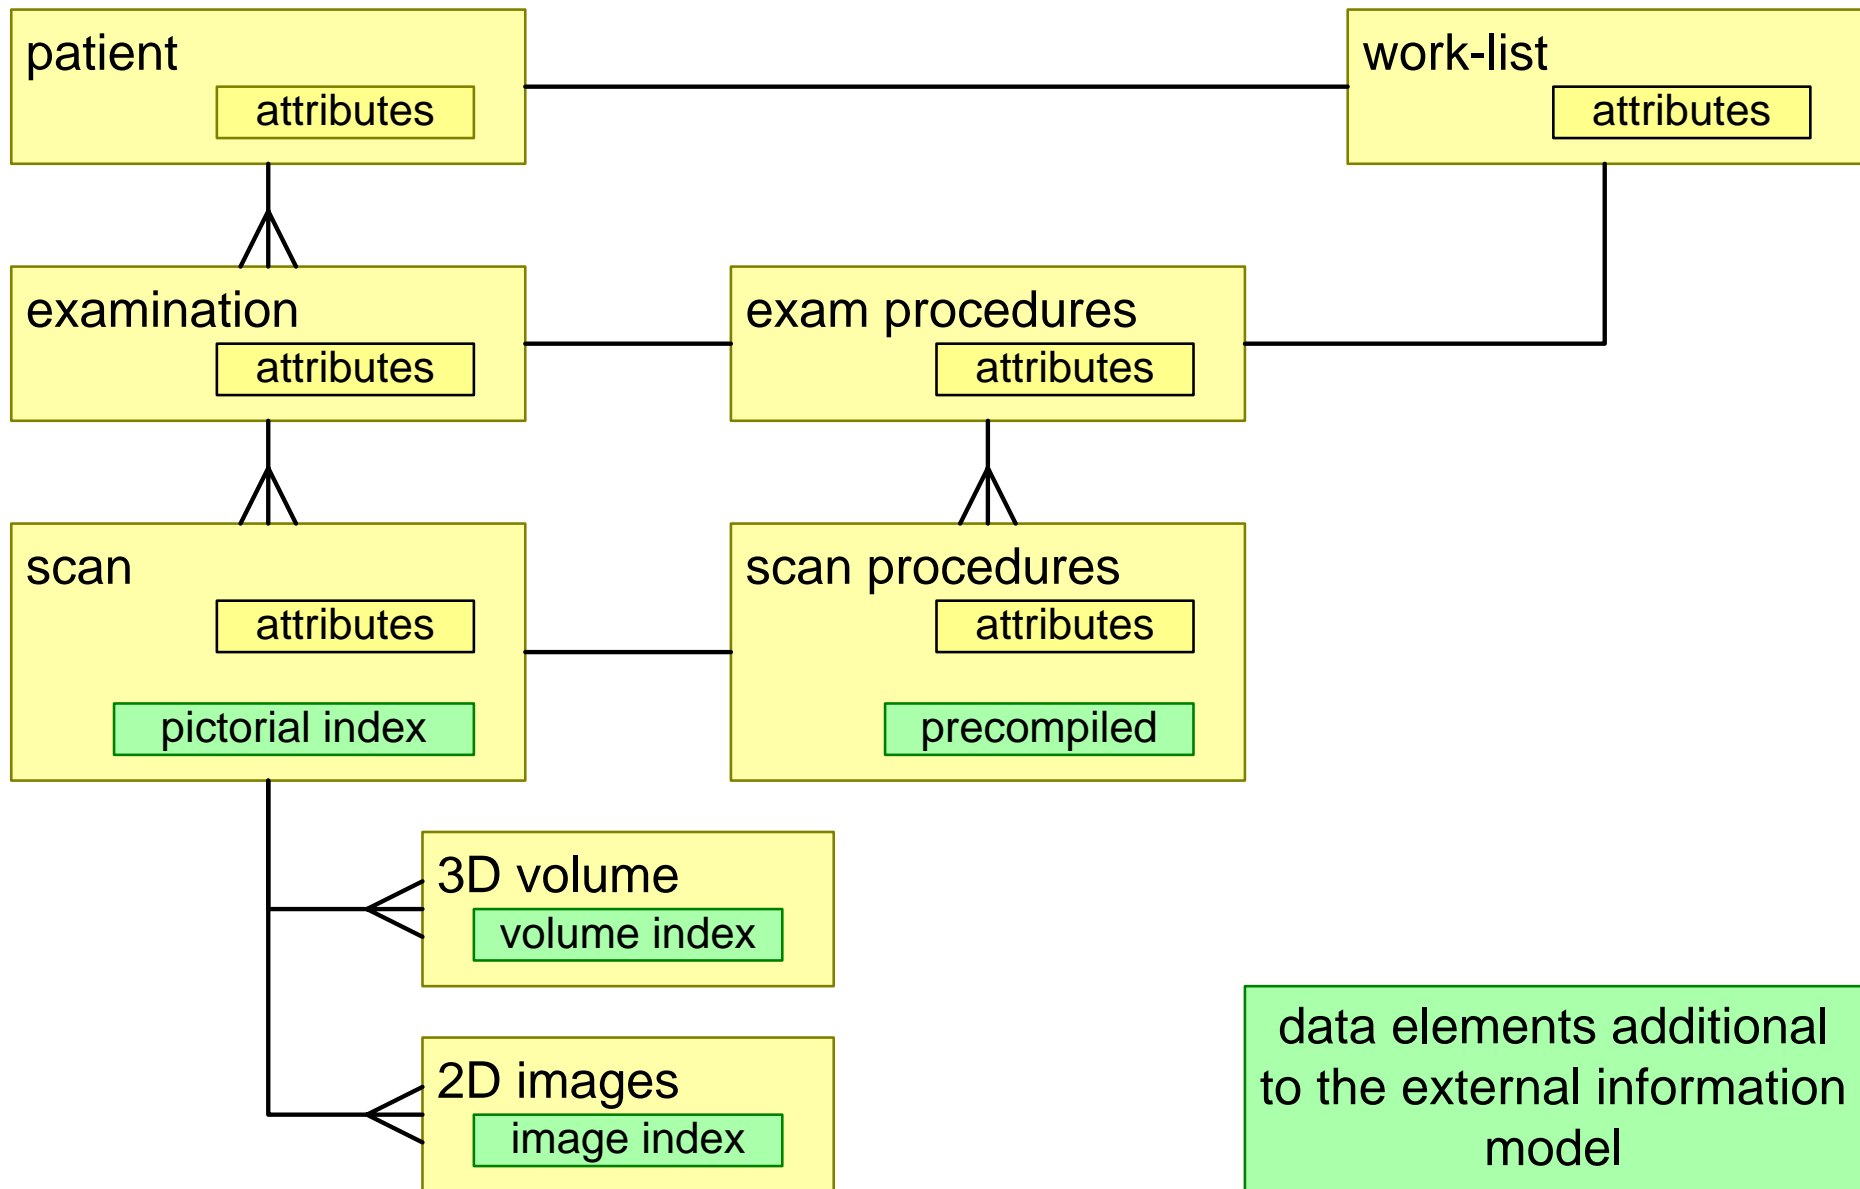 patient
attributes
work-list
attributes
examination
attributes
exam procedures
attributes
scan
attributes
pictorial index
scan procedures
attributes
precompiled
3D volume
volume index
2D images
image index
data elements additional
to the external information
model